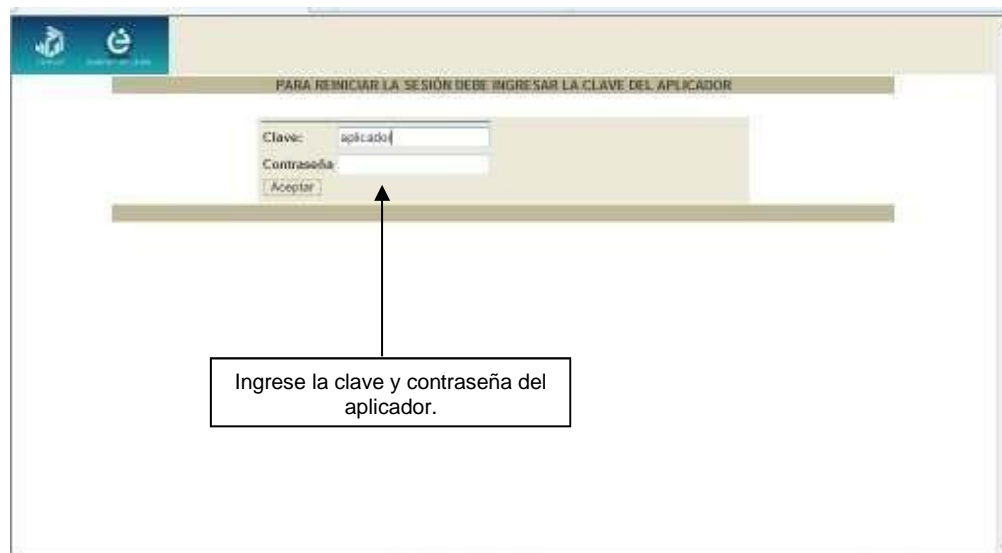 PARA REINICIAR LA SESIÓN DEBE INGRESAR LA CLAVE DEL APLICADOR
Clave: aplicador
Contraseña
Aceptar
Ingrese la clave y contraseña del
aplicador.